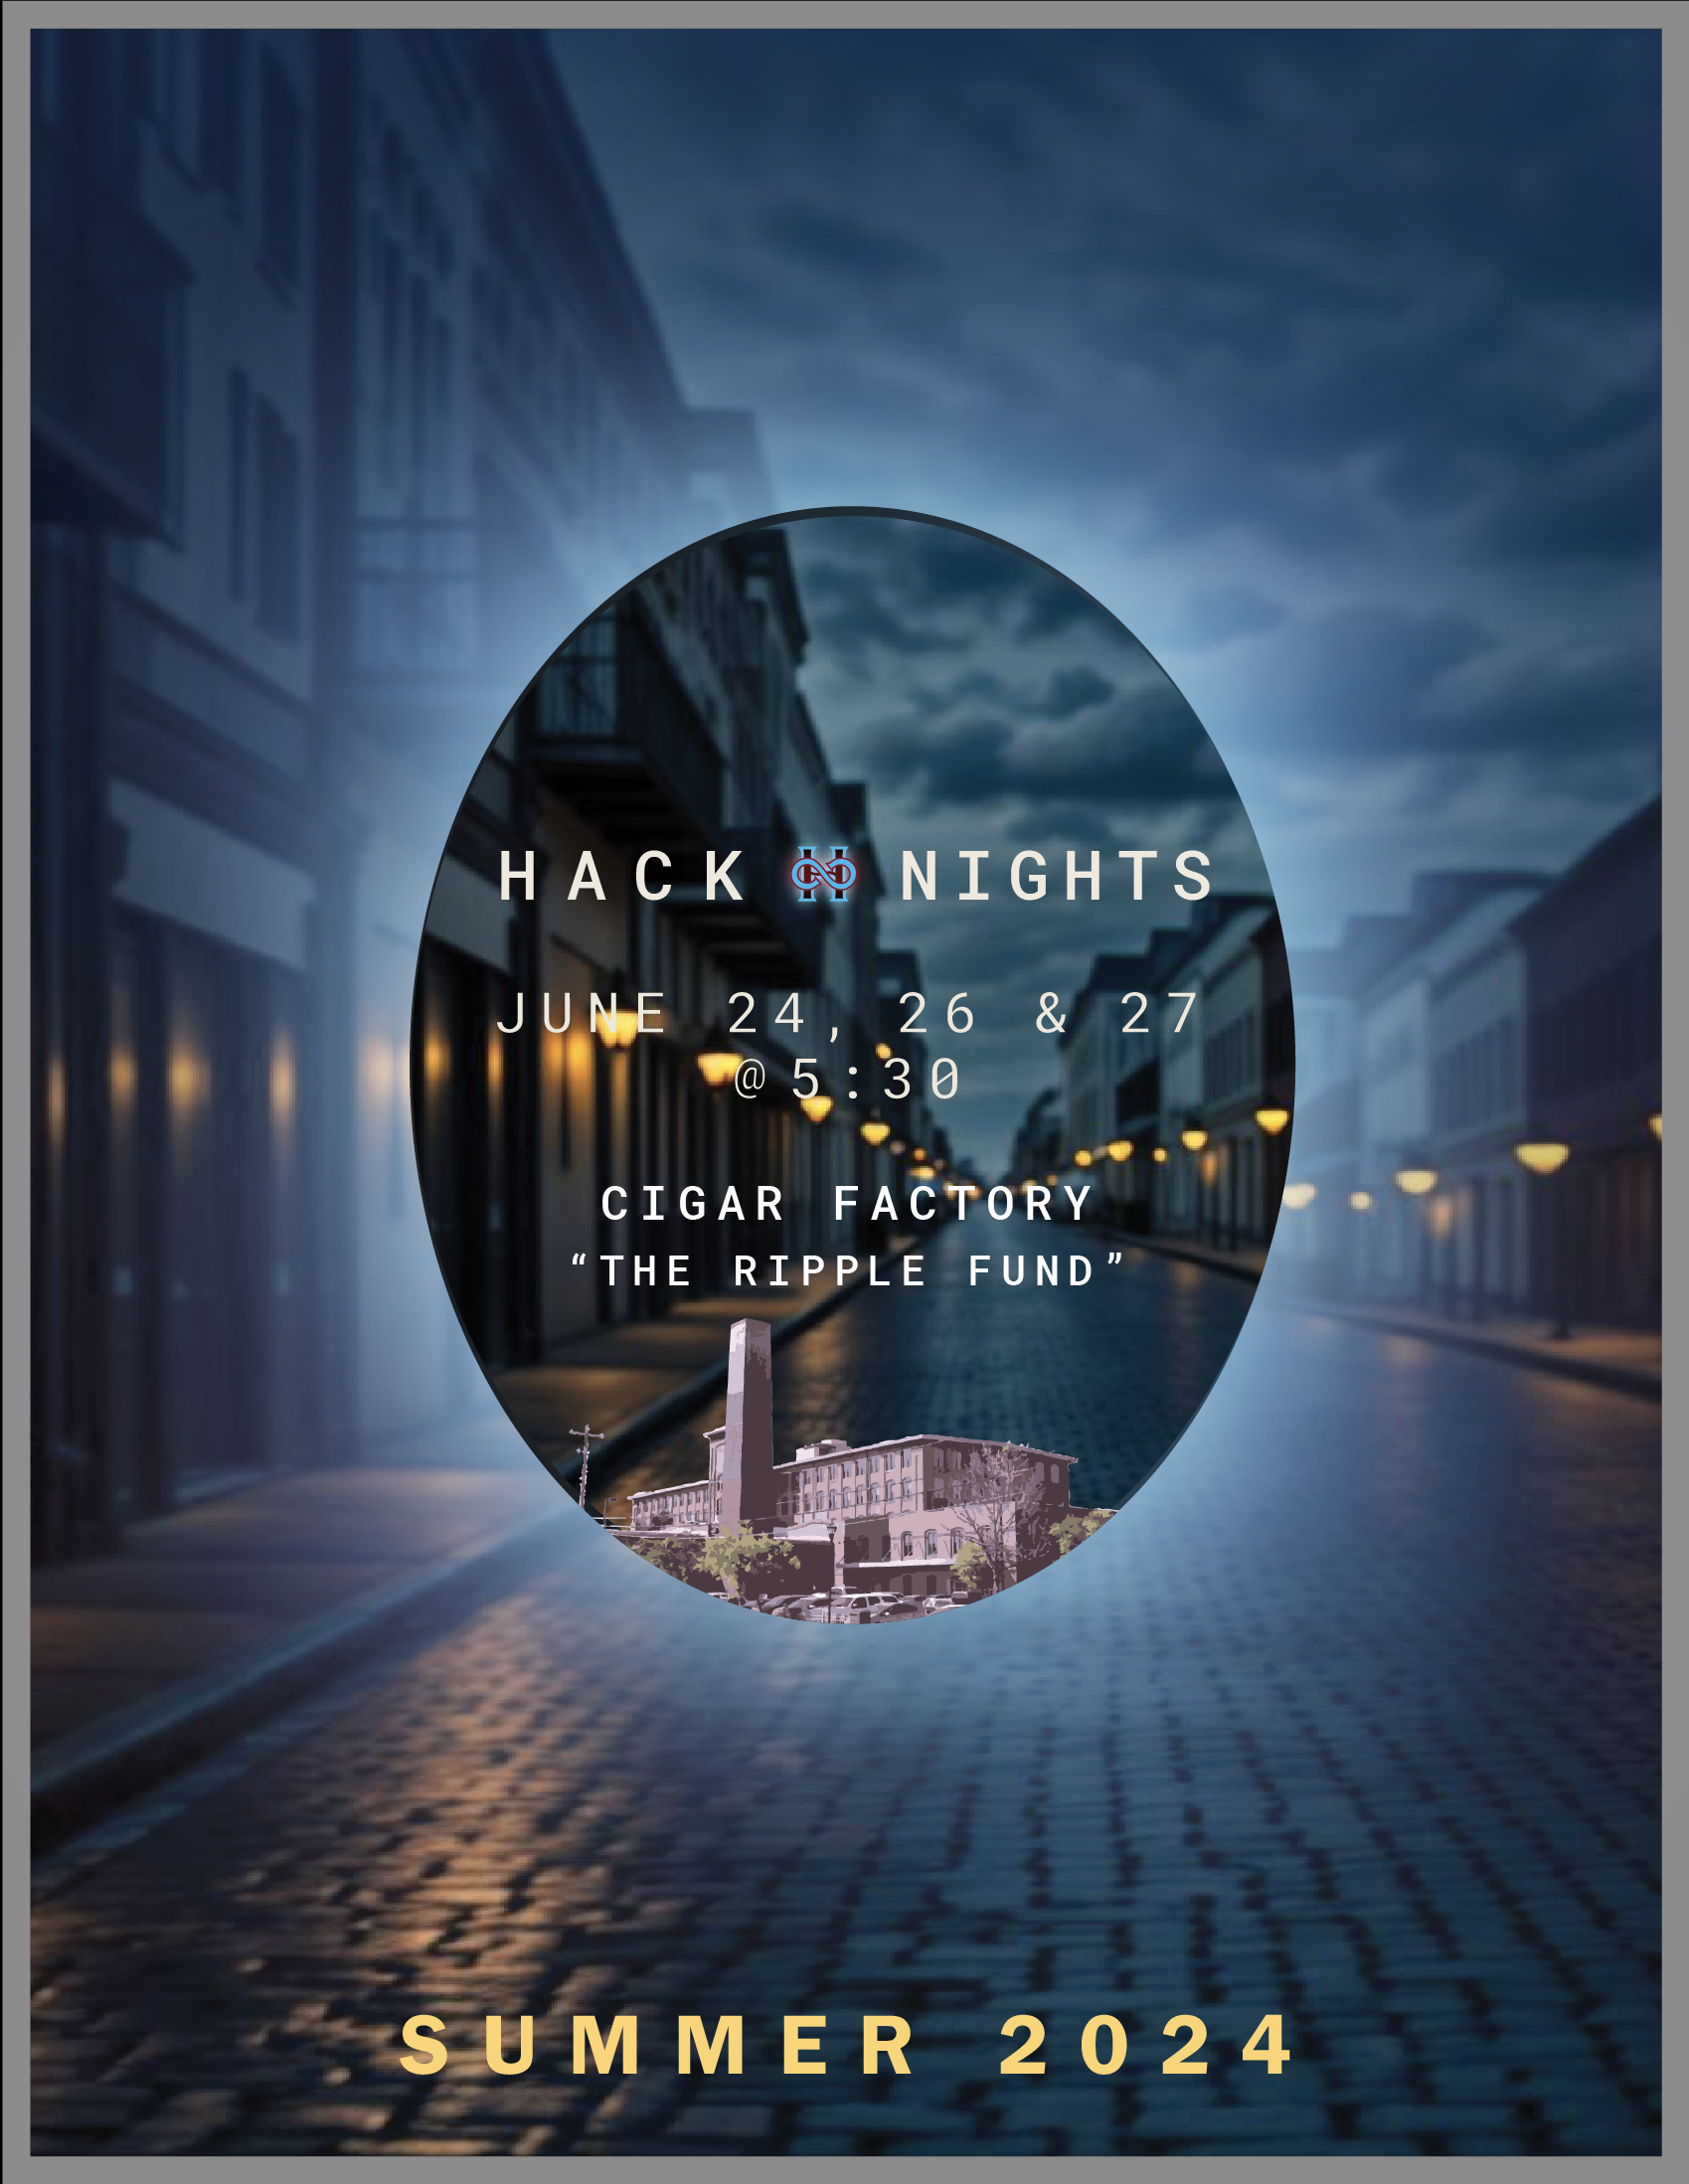 HACK NIGHTS
JUNE 24, 26 & 27
@5:30
CIGAR FACTORY
“THE RIPPLE FUND”
SUMMER 2024